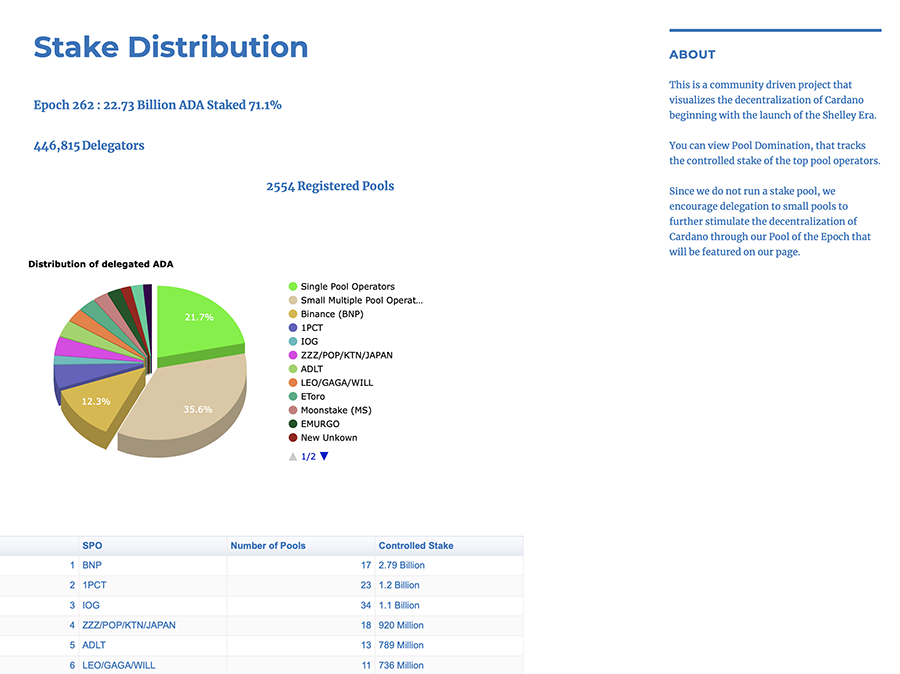 Stake Distribution
Epoch 262 : 22.73 Billion ADA Staked 71.1%
446,815 Delegators
2554 Registered Pools
Distribution of delegated ADA
21.7%
12.3%
35.6%
Single Pool Operators
Small Multiple Pool Operat...
Binance (BNP)
1PCT
IOG
ZZZ/POP/KTN/JAPAN
ADLT
LEO/GAGA/WILL
EToro
Moonstake (MS)
EMURGO
New Unkown
1/2
SPO Number of Pools Controlled Stake
1 BNP 17 2.79 Billion
2 1PCT 23 1.2 Billion
3 IOG 34 1.1 Billion
4 ZZZ/POP/KTN/JAPAN 18 920 Million
5 ADLT 13 789 Million
6 LEO/GAGA/WILL 11 736 Million
ABOUT
This is a community driven project that
visualizes the decentralization of Cardano
beginning with the launch of the Shelley Era.
You can view Pool Domination, that tracks
the controlled stake of the top pool operators.
Since we do not run a stake pool, we
encourage delegation to small pools to
further stimulate the decentralization of
Cardano through our Pool of the Epoch that
will be featured on our page.